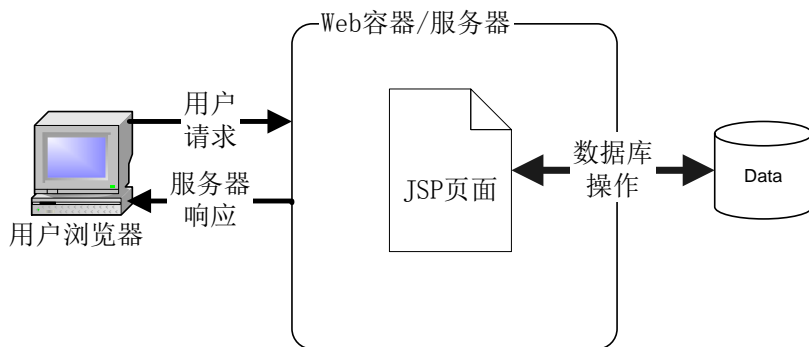 Web容器/服务器
用户
请求
服务器
响应
用户浏览器
JSP页面
数据库
操作
Data